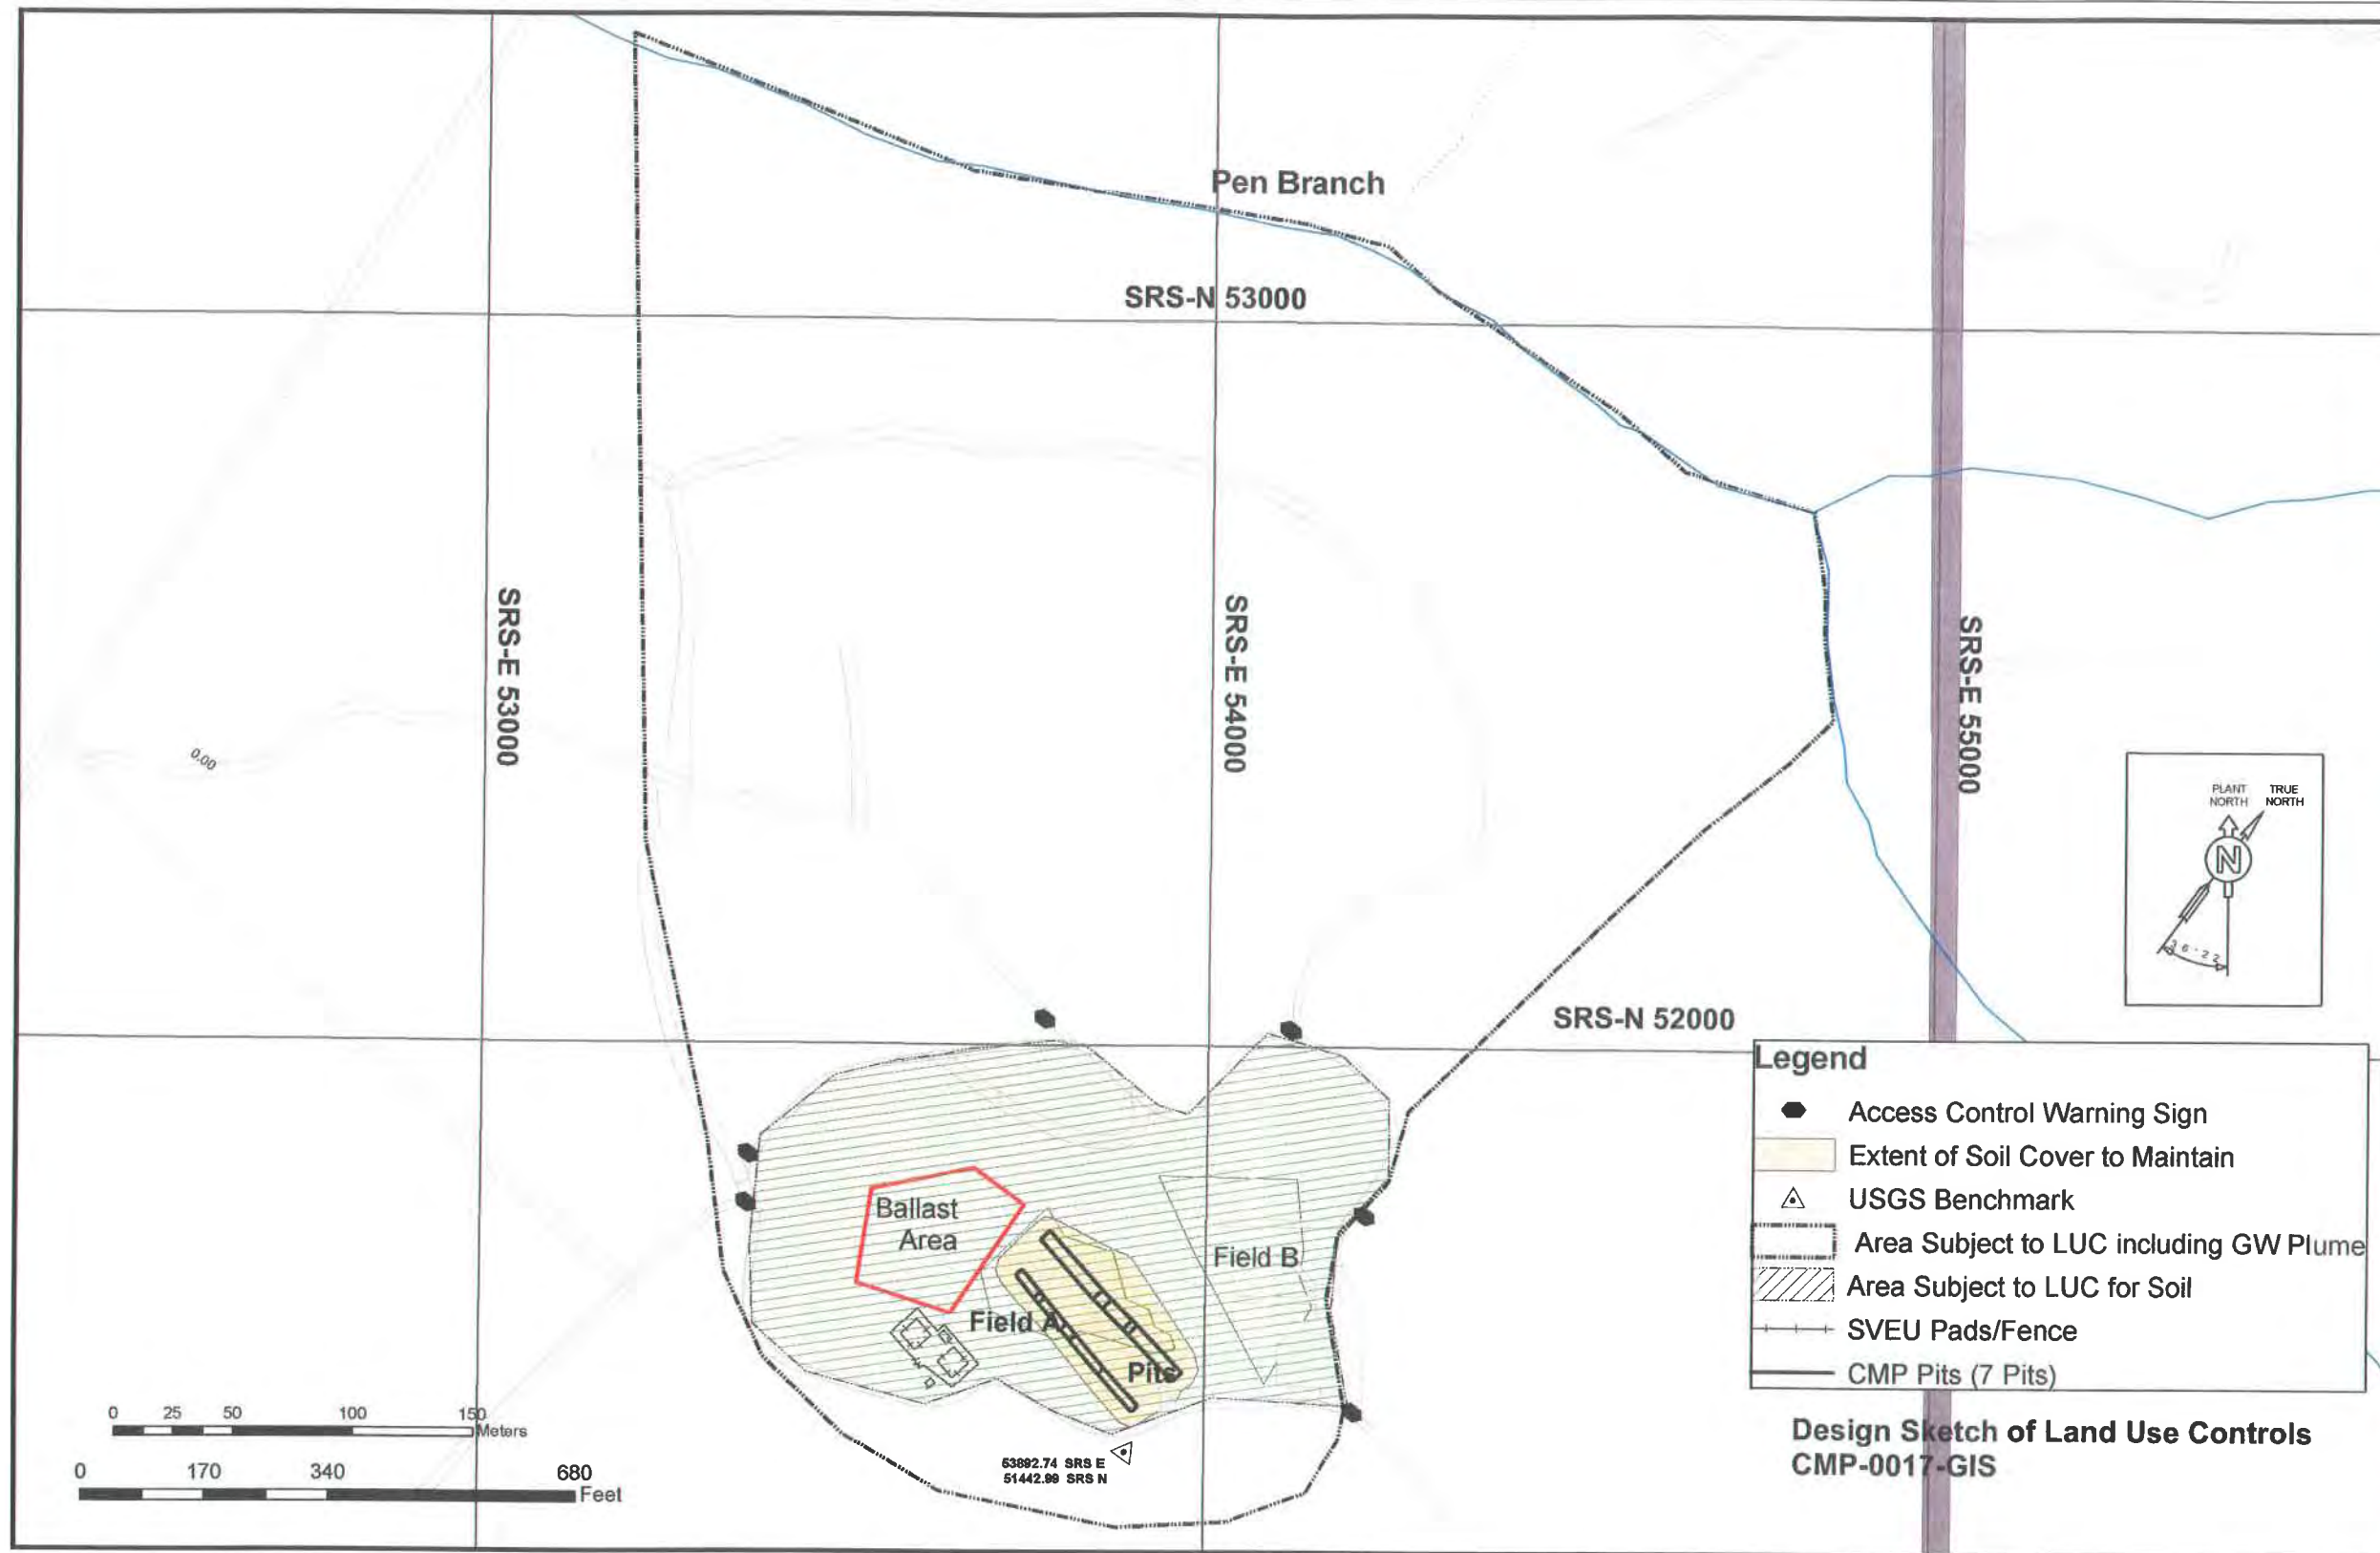 Pen Branch
SRS-N 53000
SRS-E 53000
SRS-E 54000
SRS-E 55000
0.00
PLANT
NORTH
TRUE
NORTH
N
36°22'
SRS-N 52000
Legend
Access Control Warning Sign
Extent of Soil Cover to Maintain
USGS Benchmark
Area Subject to LUC including GW Plume
Area Subject to LUC for Soil
SVEU Pads/Fence
CMP Pits (7 Pits)
Ballast
Area
Field B
Field A
Pits
0 25 50 100 150
Meters
0 170 340 680
Feet
53892.74 SRS E
51442.99 SRS N
Design Sketch of Land Use Controls
CMP-0017-GIS